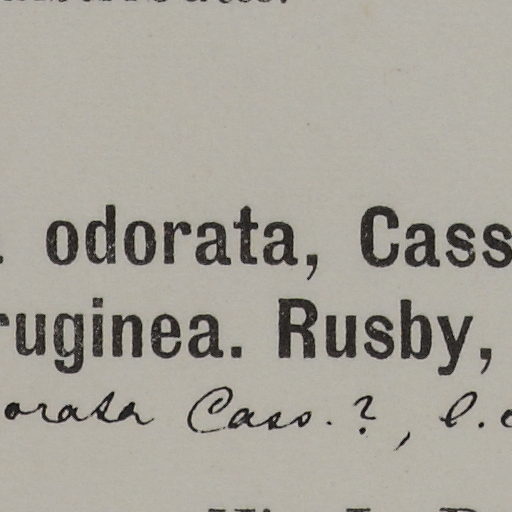 odorata, Cass
ruginea. Rusby,
orata Cass. ?, l. c